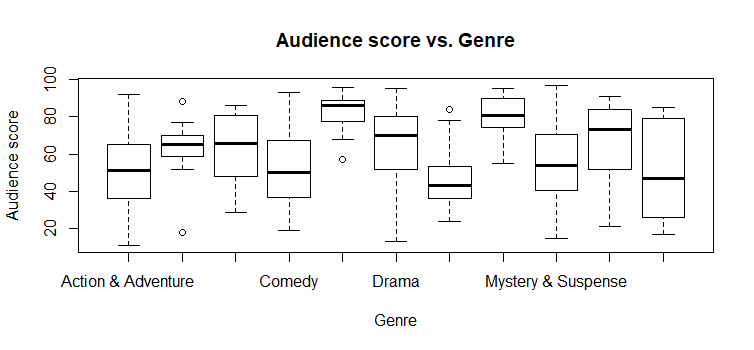 Audience score vs. Genre
Audience score
100
80
60
40
20
Action & Adventure Comedy Drama Mystery & Suspense
Genre